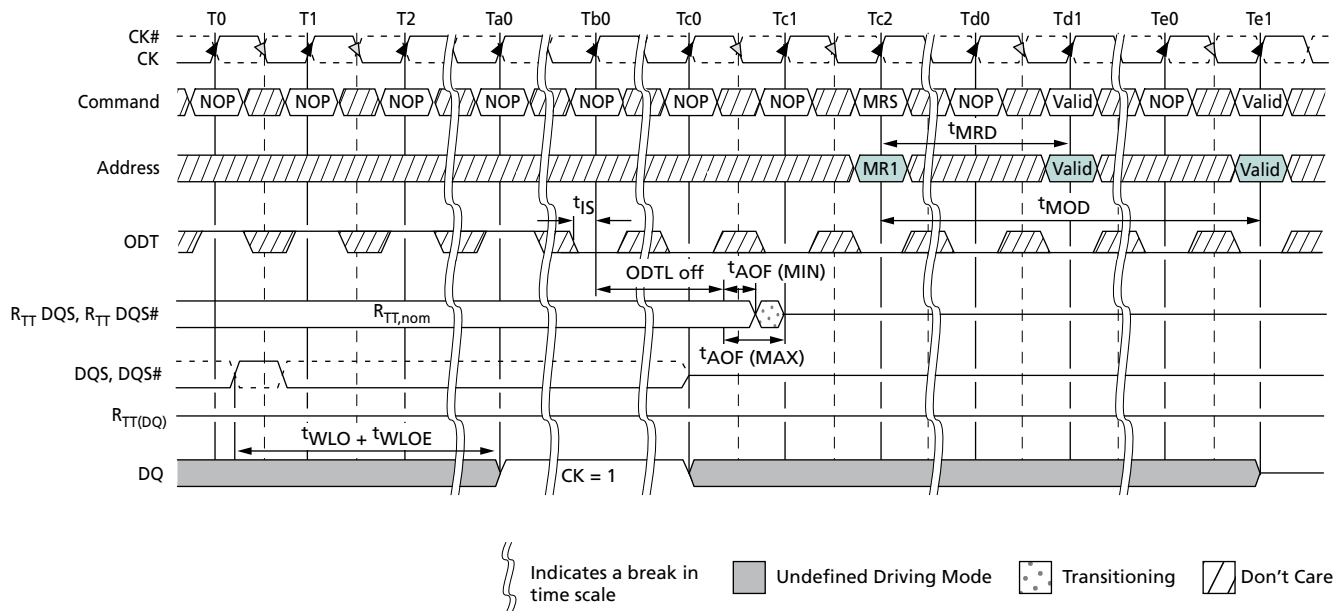 T0 T1 T2 Ta0 Tb0 Tc0 Tc1 Tc2 Td0 Td1 Te0 Te1
CK#
CK
Command NOP NOP NOP NOP NOP NOP NOP MRS NOP Valid NOP Valid
tMRD
Address MR1 Valid Valid
tIS tMOD
ODT
ODTL off tAOF (MIN)
RTT DQS, RTT DQS# RTT,nom
tAOF (MAX)
DQS, DQS#
RTT(DQ)
tWLO + tWLOE
DQ CK = 1
Indicates a break in
time scale
Undefined Driving Mode
Transitioning
Don't Care